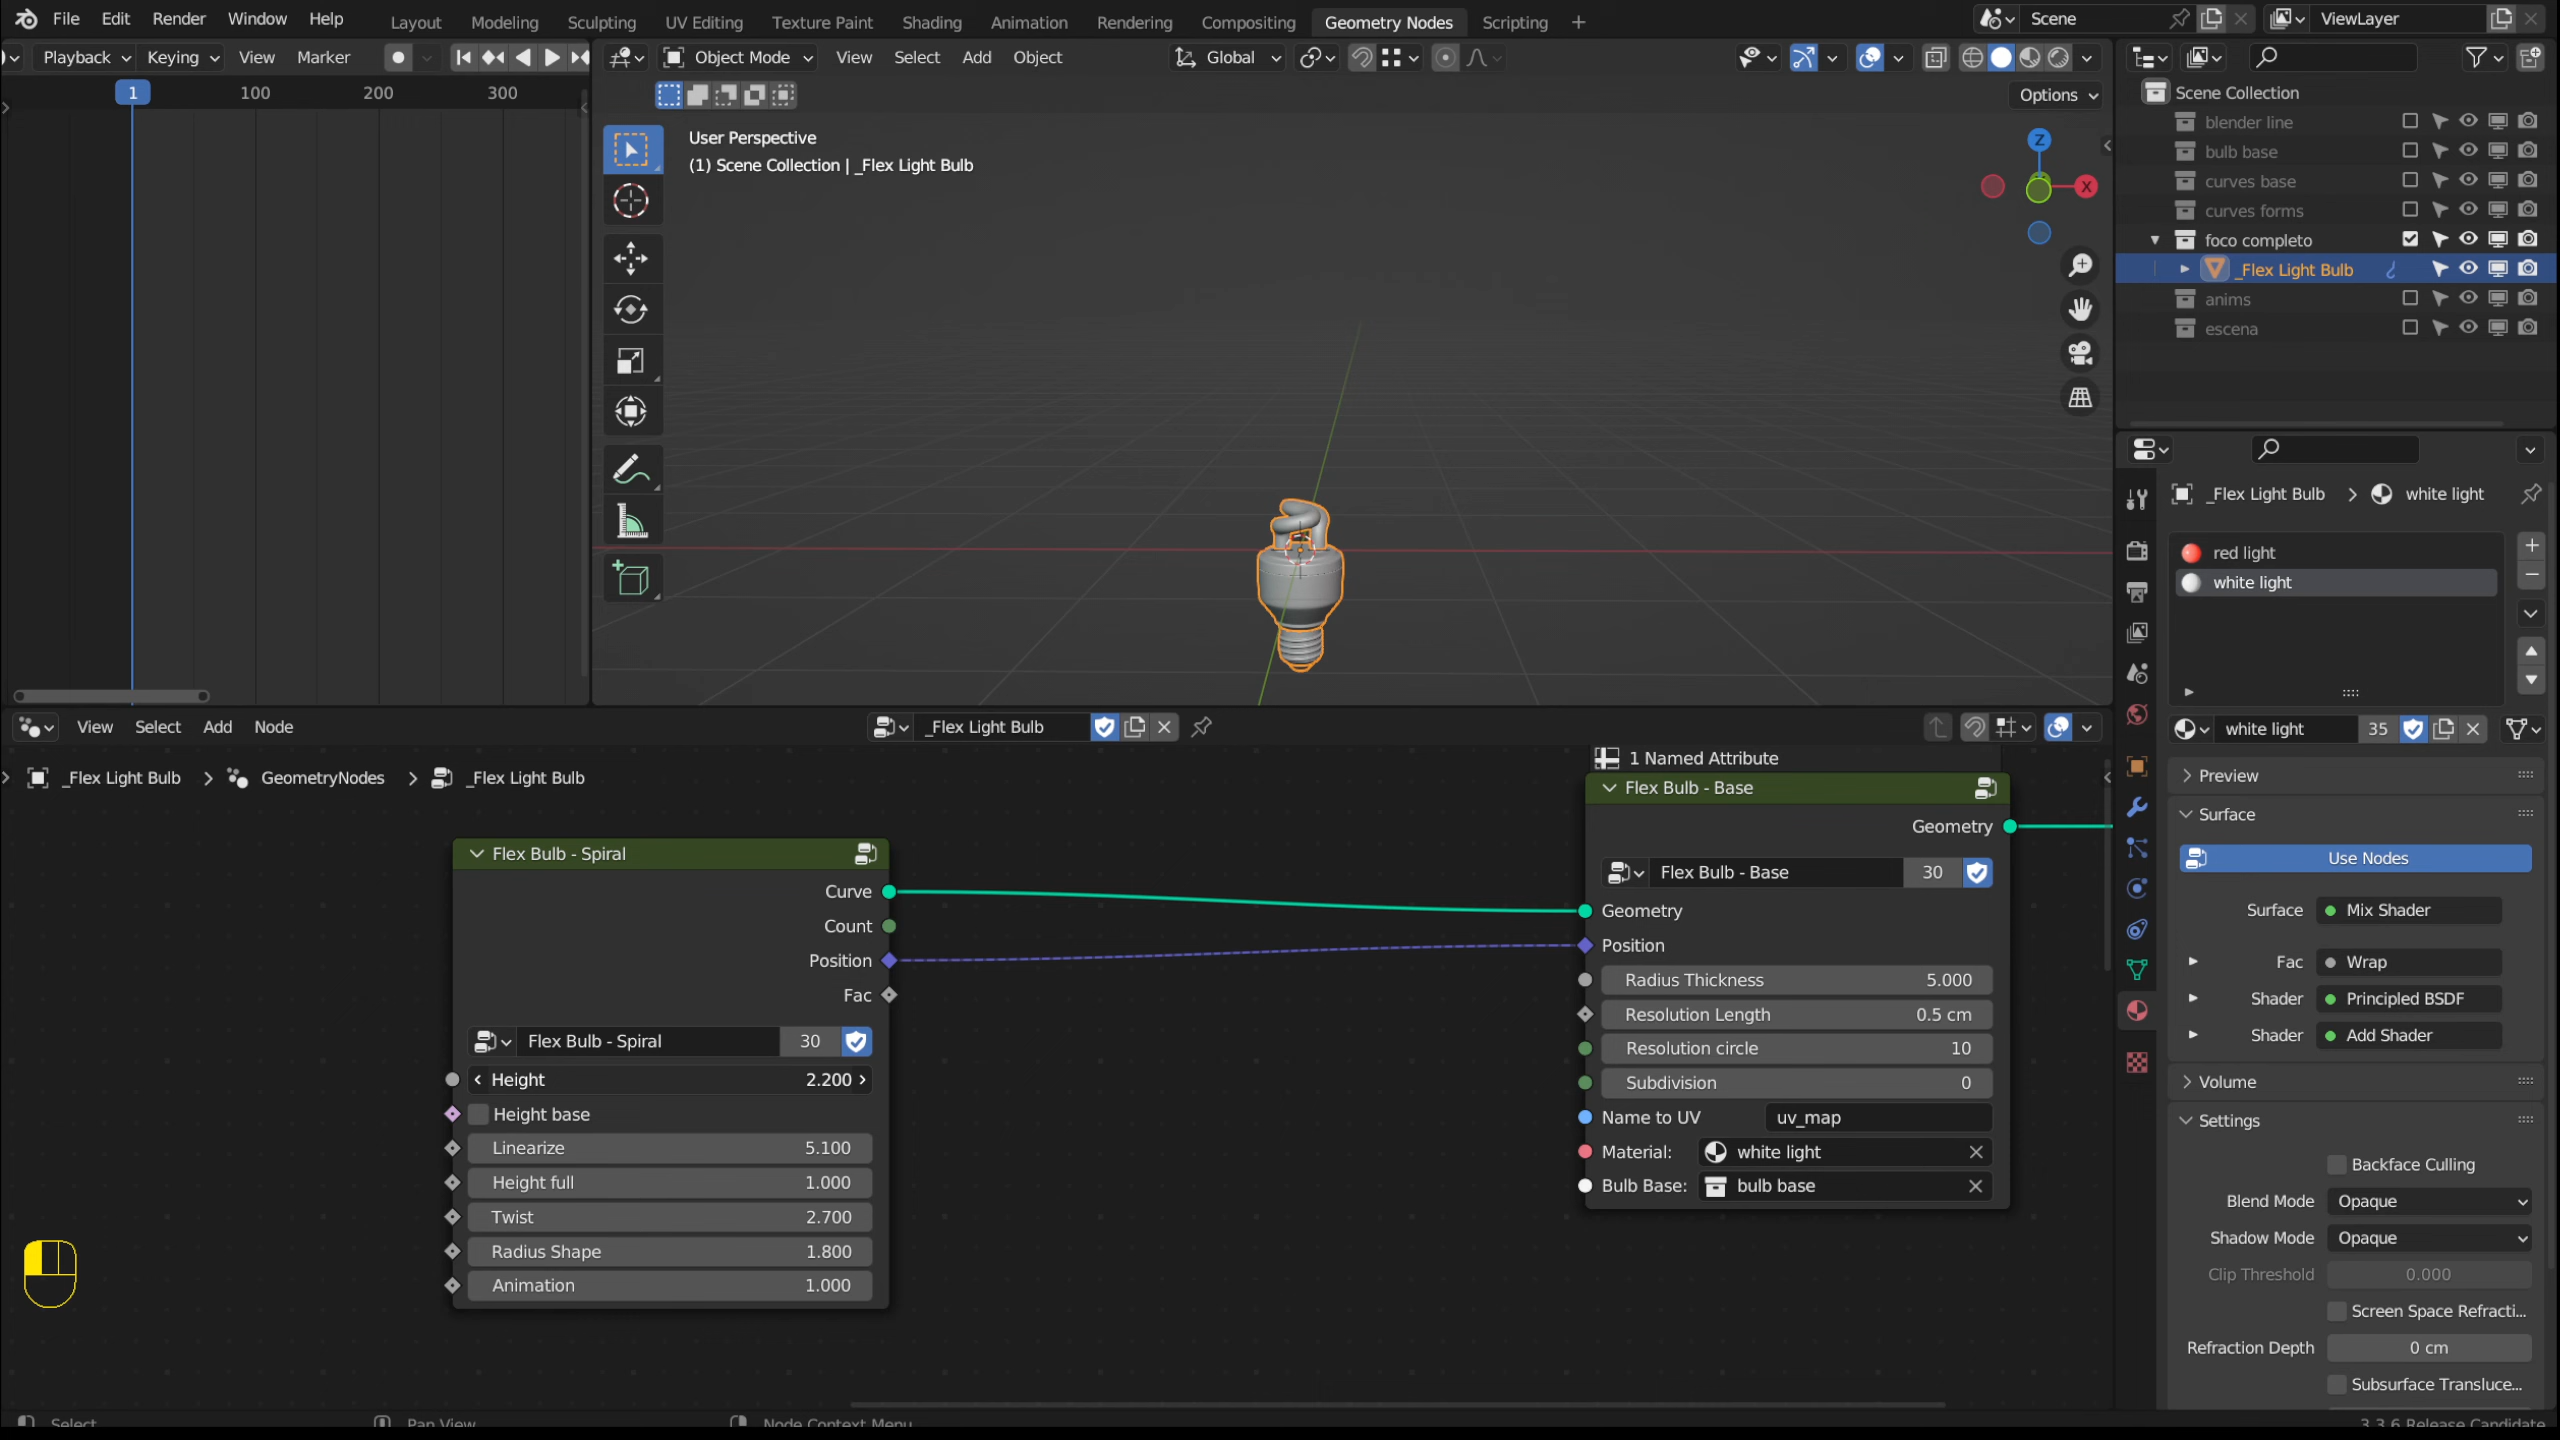 File Edit Render Window Help
Layout Modeling Sculpting UV Editing Texture Paint Shading Animation Rendering Compositing Geometry Nodes Scripting +
Scene
ViewLayer
Playback Keying View Marker
1 100 200 300
Object Mode View Select Add Object
Global
Options
User Perspective
(1) Scene Collection | _Flex Light Bulb
Z
X
Scene Collection
blender line
bulb base
curves base
curves forms
foco completo
_Flex Light Bulb
anims
escena
_Flex Light Bulb > white light
red light
white light
white light 35
Preview
Surface
Use Nodes
Surface Mix Shader
Fac Wrap
Shader Principled BSDF
Shader Add Shader
Volume
Settings
Backface Culling
Blend Mode Opaque
Shadow Mode Opaque
Clip Threshold 0.000
Screen Space Refracti...
Refraction Depth 0 cm
Subsurface Transluce...
View Select Add Node
_Flex Light Bulb
_Flex Light Bulb > GeometryNodes > _Flex Light Bulb
Flex Bulb - Spiral
Curve
Count
Position
Fac
Flex Bulb - Spiral 30
Height 2.200
Height base
Linearize 5.100
Height full 1.000
Twist 2.700
Radius Shape 1.800
Animation 1.000
1 Named Attribute
Flex Bulb - Base
Geometry
Flex Bulb - Base 30
Geometry
Position
Radius Thickness 5.000
Resolution Length 0.5 cm
Resolution circle 10
Subdivision 0
Name to UV uv_map
Material: white light
Bulb Base: bulb base
Select Pan View Node Context Menu
3.3.6 Release Candidate